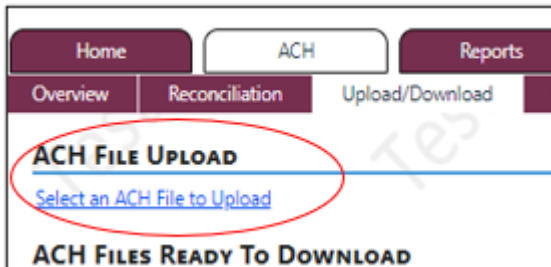 Home ACH Reports
Overview Reconciliation Upload/Download
ACH FILE UPLOAD
Select an ACH File to Upload
ACH FILES READY TO DOWNLOAD